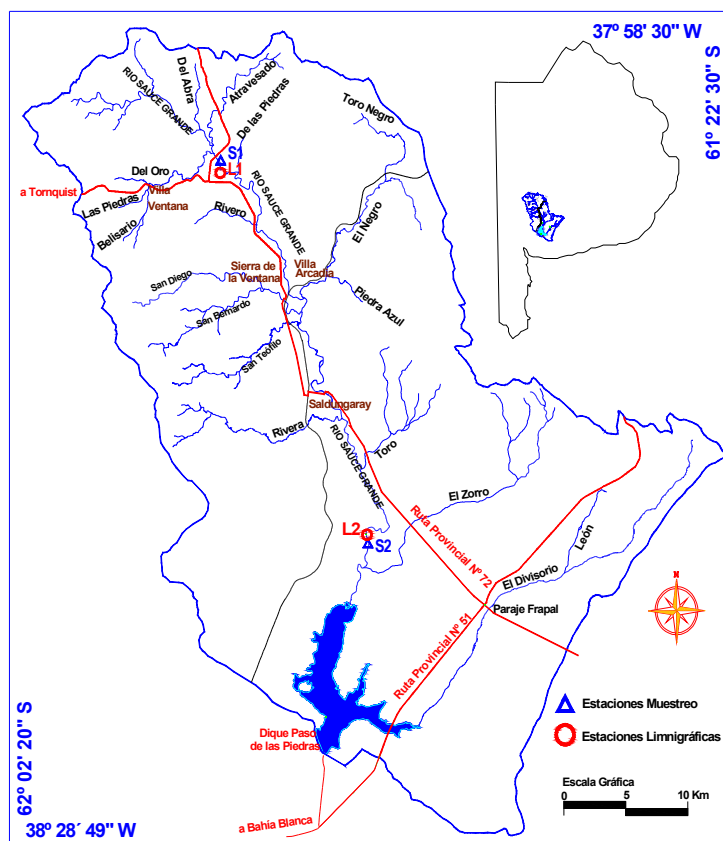 37º 58' 30" W
61º 22' 30" S
RIO SAUCE GRANDE
Del Abra
Atravesado
De las Piedras
Toro Negro
S1
L1
Del Oro
a Tornquist
Villa
Ventana
Las Piedras
Belisario
Rivero
RIO SAUCE GRANDE
El Negro
Sierra de
la Ventana
Villa
Arcadia
San Diego
Piedra Azul
San Bernardo
San Teófilo
Saldungaray
Rivera
RIO SAUCE GRANDE
Toro
El Zorro
L2
S2
Ruta Provincial Nº 72
León
El Divisorio
Paraje Frapal
N
Ruta Provincial Nº 51
Estaciones Muestreo
Estaciones Limnigráficas
Dique Paso
de las Piedras
Escala Gráfica
0 5 10 Km
a Bahía Blanca
62º 02' 20" S
38º 28´ 49" W